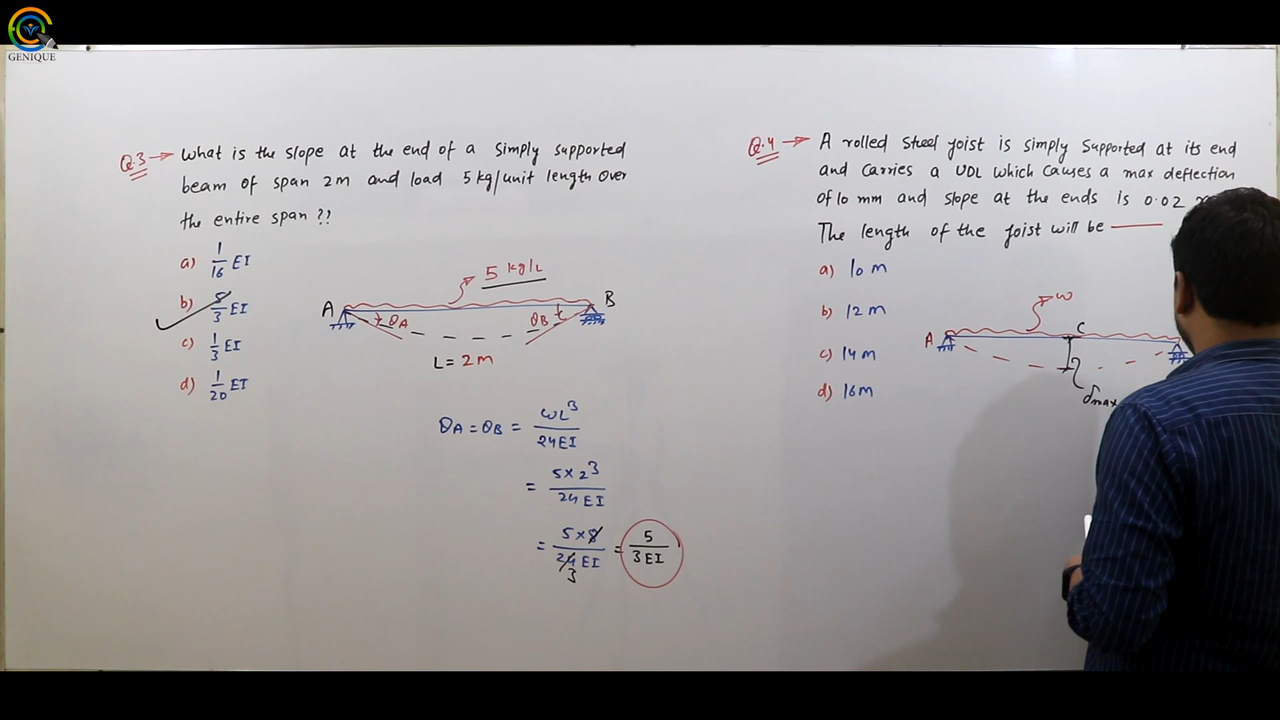 GENIQUE
Q.3 → What is the slope at the end of a simply supported
beam of span 2m and load 5 kg/unit length over
the entire span ??
a) 1/16 EI
b) 5/3 EI
c) 1/3 EI
d) 1/20 EI
5 kg/L
A B
θA θB
L = 2m
θA = θB = ωL³/24EI
= 5×2³/24EI
= 5×8/24EI = 5/3EI
3
Q.4 → A rolled steel joist is simply supported at its end
and carries a UDL which causes a max deflection
of 10 mm and slope at the ends is 0.02
The length of the joist will be
a) 10 m
b) 12 m
c) 14 m
d) 16 m
ω
A C
δmax